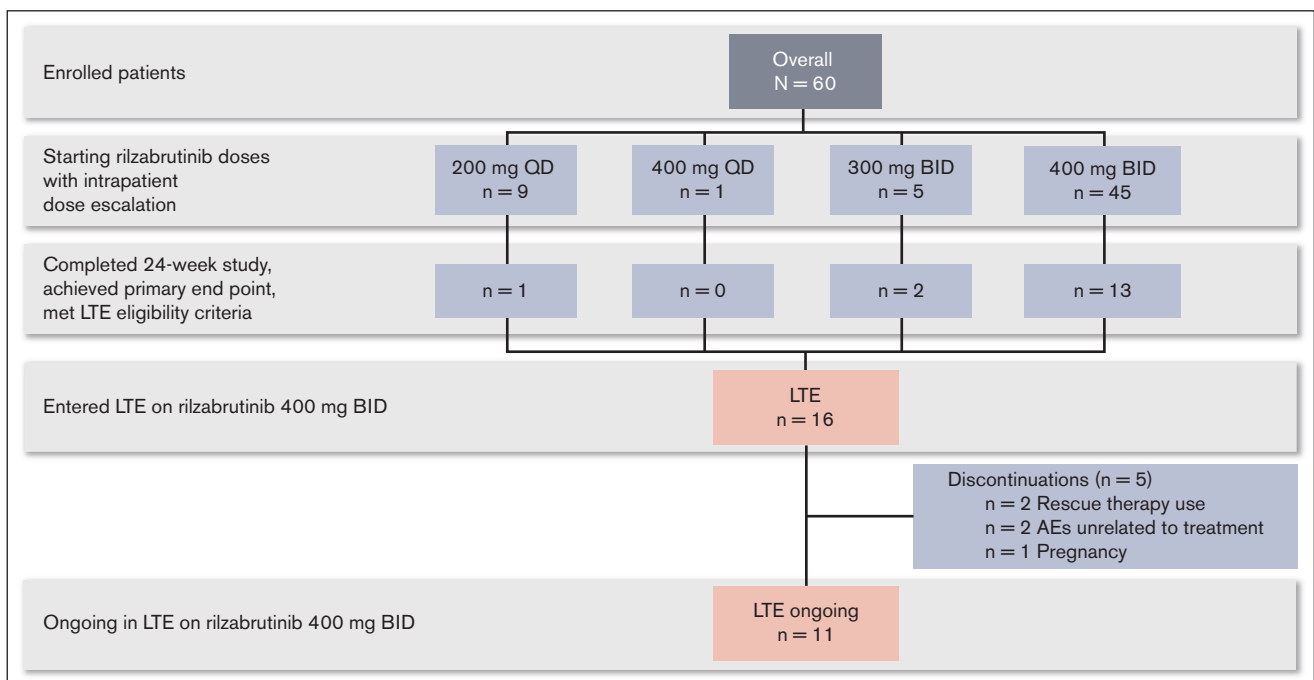 Enrolled patients
Overall
N = 60
Starting rilzabrutinib doses
with intrapatient
dose escalation
200 mg QD
n = 9
400 mg QD
n = 1
300 mg BID
n = 5
400 mg BID
n = 45
Completed 24-week study,
achieved primary end point,
met LTE eligibility criteria
n = 1
n = 0
n = 2
n = 13
Entered LTE on rilzabrutinib 400 mg BID
LTE
n = 16
Discontinuations (n = 5)
n = 2 Rescue therapy use
n = 2 AEs unrelated to treatment
n = 1 Pregnancy
Ongoing in LTE on rilzabrutinib 400 mg BID
LTE ongoing
n = 11